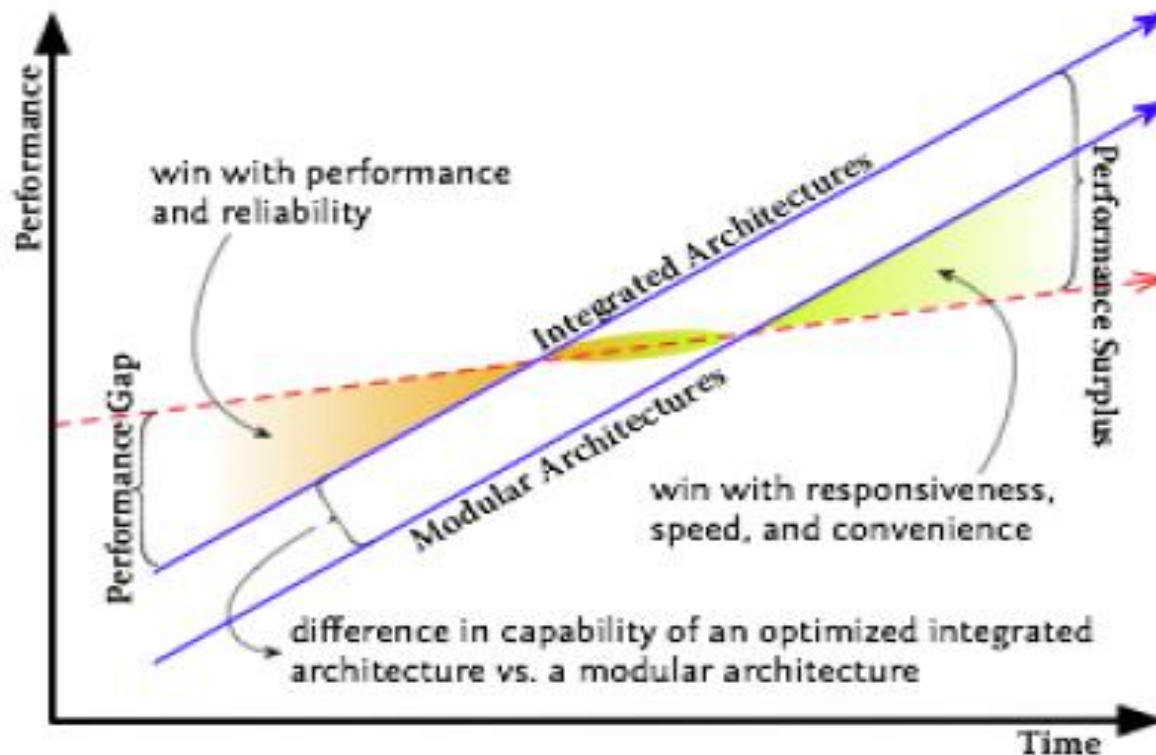 Performance
win with performance
and reliability
Integrated Architectures
Performance Surplus
Performance Gap
Modular Architectures
win with responsiveness,
speed, and convenience
difference in capability of an optimized integrated
architecture vs. a modular architecture
Time